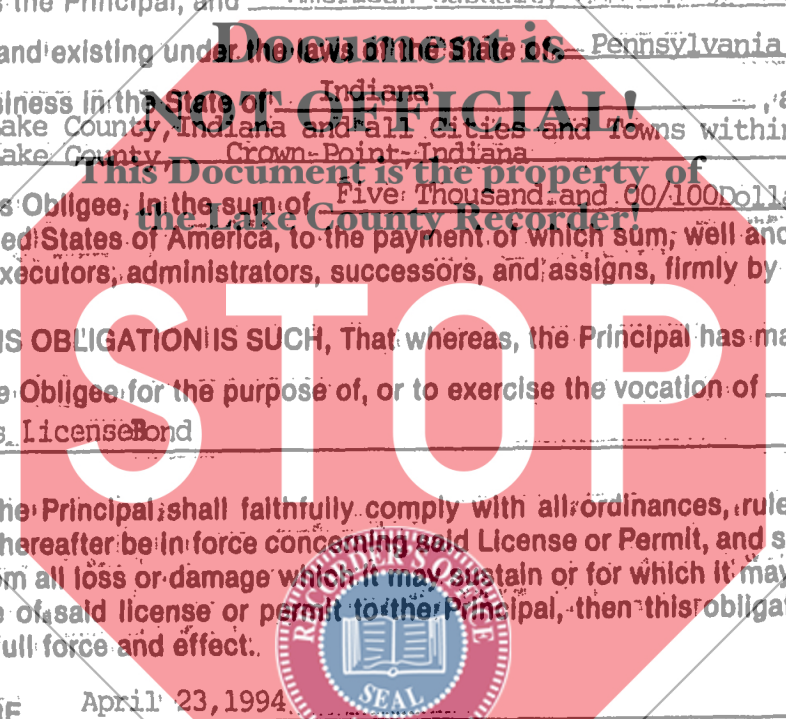 s the Principal, and American Casualty
Document is
and existing under the laws of the State of Pennsylvania
siness in the State of Indiana
NOT OFFICIAL!
ake County, Indiana and all cities and Towns within
ake County Crown Point, Indiana
This Document is the property of
s Obligee, in the sum of Five Thousand and 00/100 Dolla
the Lake County Recorder!
ed States of America, to the payment of which sum, well and
xecutors, administrators, successors, and assigns, firmly by
STOP
IS OBLIGATION IS SUCH, That whereas, the Principal has ma
e Obligee for the purpose of, or to exercise the vocation of
s License Bond
he Principal shall faithfully comply with all ordinances, rule
hereafter be in force concerning said License or Permit, and s
om all loss or damage which it may sustain or for which it may
e of said license or permit to the Principal, then this obligat
full force and effect.
RECORDER'S OFFICE
SEAL
April 23, 1994